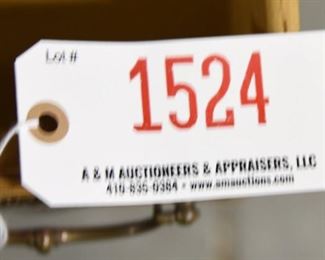 Lot #
1524
A & M AUCTIONEERS & APPRAISERS, LLC
410-835-0384 • www.amauctions.com